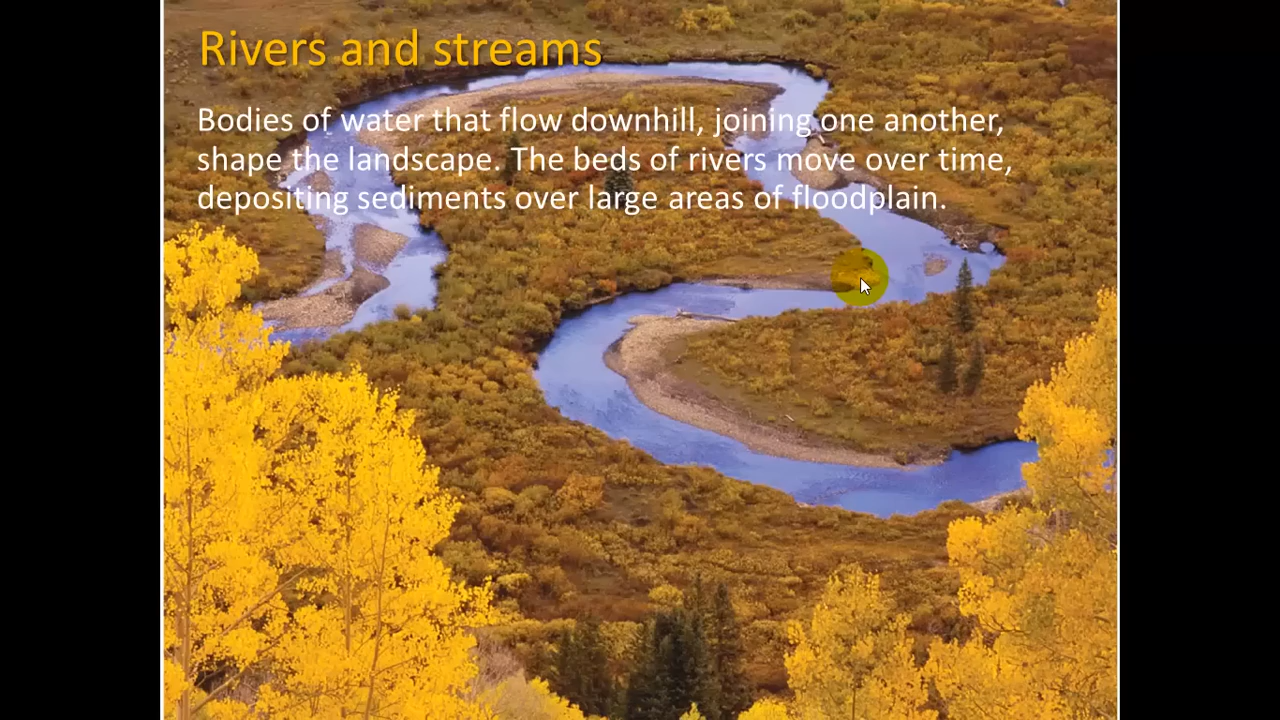 Rivers and streams
Bodies of water that flow downhill, joining one another,
shape the landscape. The beds of rivers move over time,
depositing sediments over large areas of floodplain.